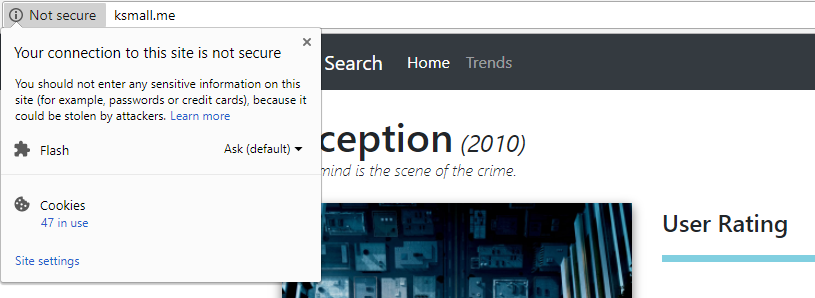 Not secure ksmall.me
Your connection to this site is not secure
You should not enter any sensitive information on this
site (for example, passwords or credit cards), because it
could be stolen by attackers. Learn more
Flash Ask (default)
Cookies
47 in use
Site settings
Search Home Trends
ception (2010)
mind is the scene of the crime.
User Rating